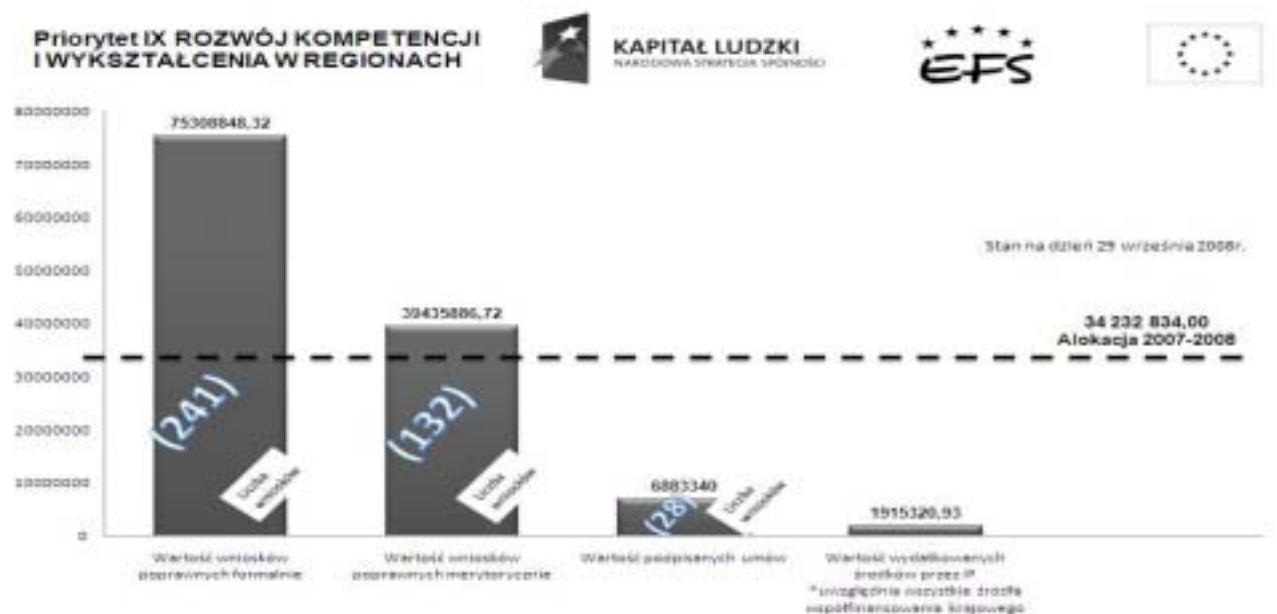 Priorytet IX ROZWÓJ KOMPETENCJI
I WYKSZTAŁCENIA W REGIONACH
KAPITAŁ LUDZKI
NARODOWA STRATEGIA SPÓJNOŚCI
EFS
80000000
75308848,32
70000000
60000000
Stan na dzień 29 września 2008r.
50000000
40000000
39435886,72
34 232 834,00
Alokacja 2007-2008
30000000
(241)
(132)
20000000
Liczba
wniosków
Liczba
wniosków
10000000
6883340
(28)
Liczba
wniosków
1915320,93
0
Wartość wniosków
poprawnych formalnie
Wartość wniosków
poprawnych merytorycznie
Wartość podpisanych umów
Wartość wydatkowanych
środków przez IP
*uwzględnia wszystkie źródła
współfinansowania krajowego